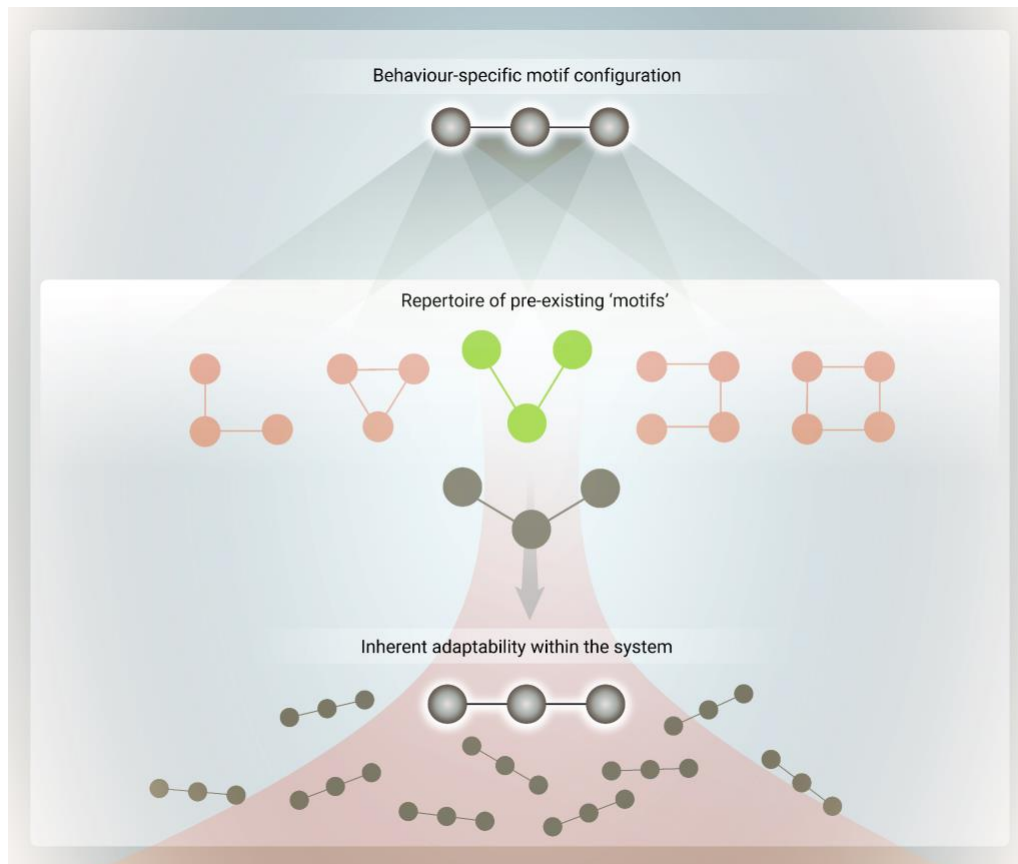 Behaviour-specific motif configuration
Repertoire of pre-existing ‘motifs’
Inherent adaptability within the system